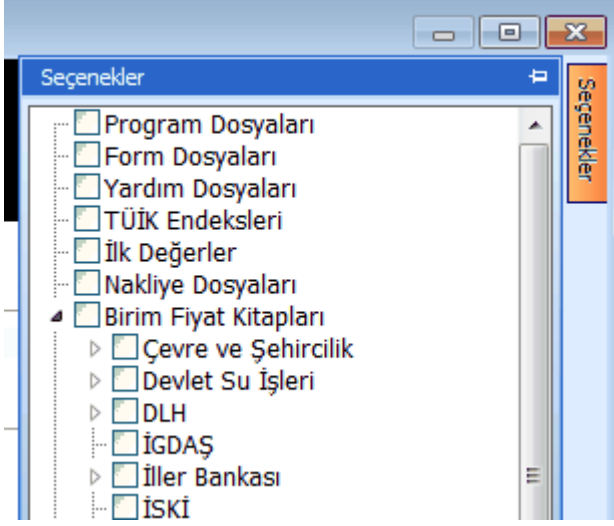 Seçenekler
Seçenekler
Program Dosyaları
Form Dosyaları
Yardım Dosyaları
TÜİK Endeksleri
İlk Değerler
Nakliye Dosyaları
Birim Fiyat Kitapları
Çevre ve Şehircilik
Devlet Su İşleri
DLH
İGDAŞ
İller Bankası
İSKİ